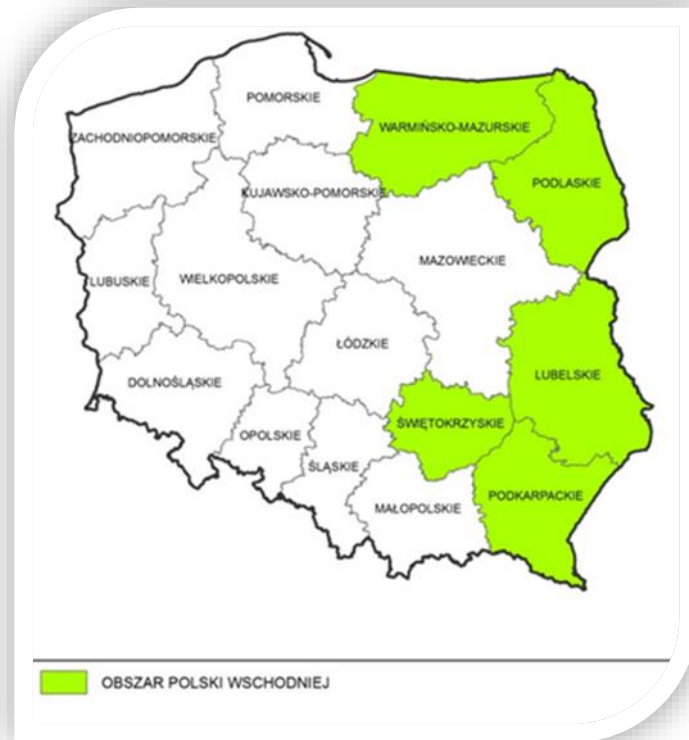 POMORSKIE
WARMIŃSKO-MAZURSKIE
ZACHODNIOPOMORSKIE
PODLASKIE
KUJAWSKO-POMORSKIE
MAZOWIECKIE
LUBUSKIE
WIELKOPOLSKIE
ŁÓDZKIE
LUBELSKIE
DOLNOŚLĄSKIE
ŚWIĘTOKRZYSKIE
OPOLSKIE
ŚLĄSKIE
PODKARPACKIE
MAŁOPOLSKIE
OBSZAR POLSKI WSCHODNIEJ